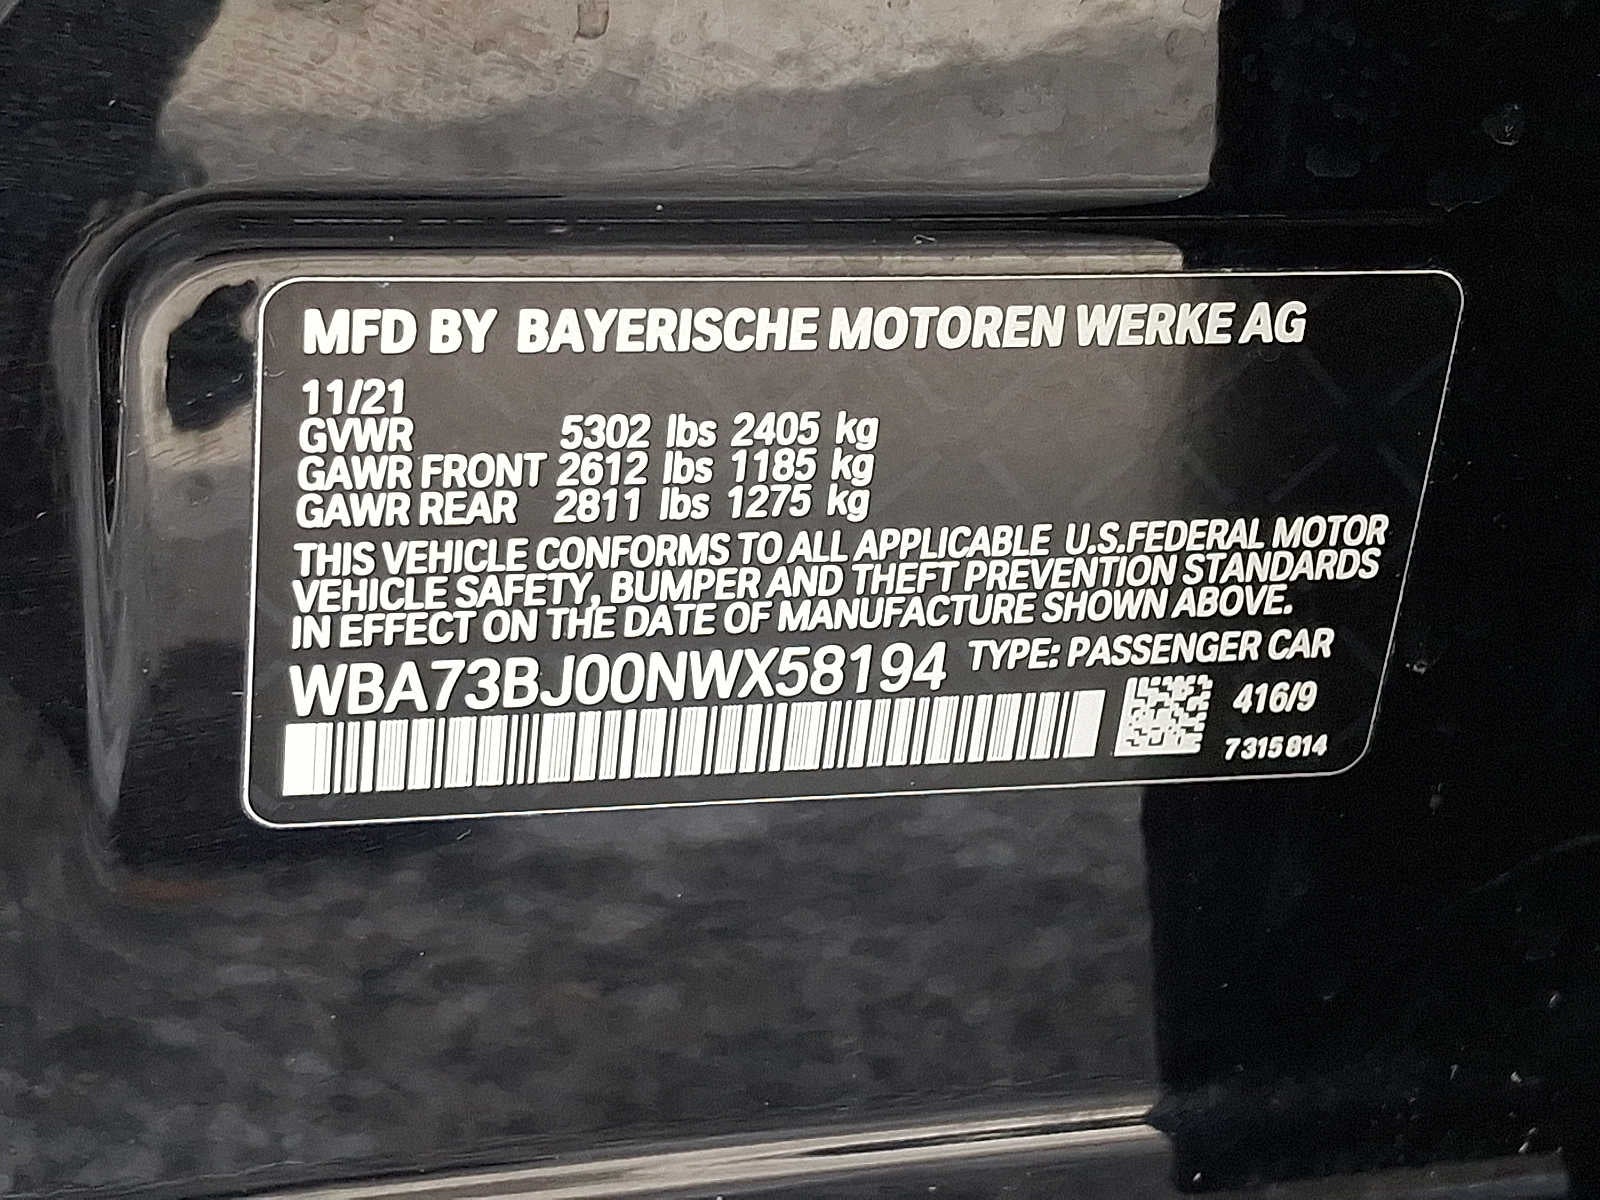 MFD BY BAYERISCHE MOTOREN WERKE AG
11/21
GVWR 5302 lbs 2405 kg
GAWR FRONT 2612 lbs 1185 kg
GAWR REAR 2811 lbs 1275 kg
THIS VEHICLE CONFORMS TO ALL APPLICABLE U.S.FEDERAL MOTOR
VEHICLE SAFETY, BUMPER AND THEFT PREVENTION STANDARDS
IN EFFECT ON THE DATE OF MANUFACTURE SHOWN ABOVE.
WBA73BJ00NWX58194 TYPE: PASSENGER CAR
416/9
7315814